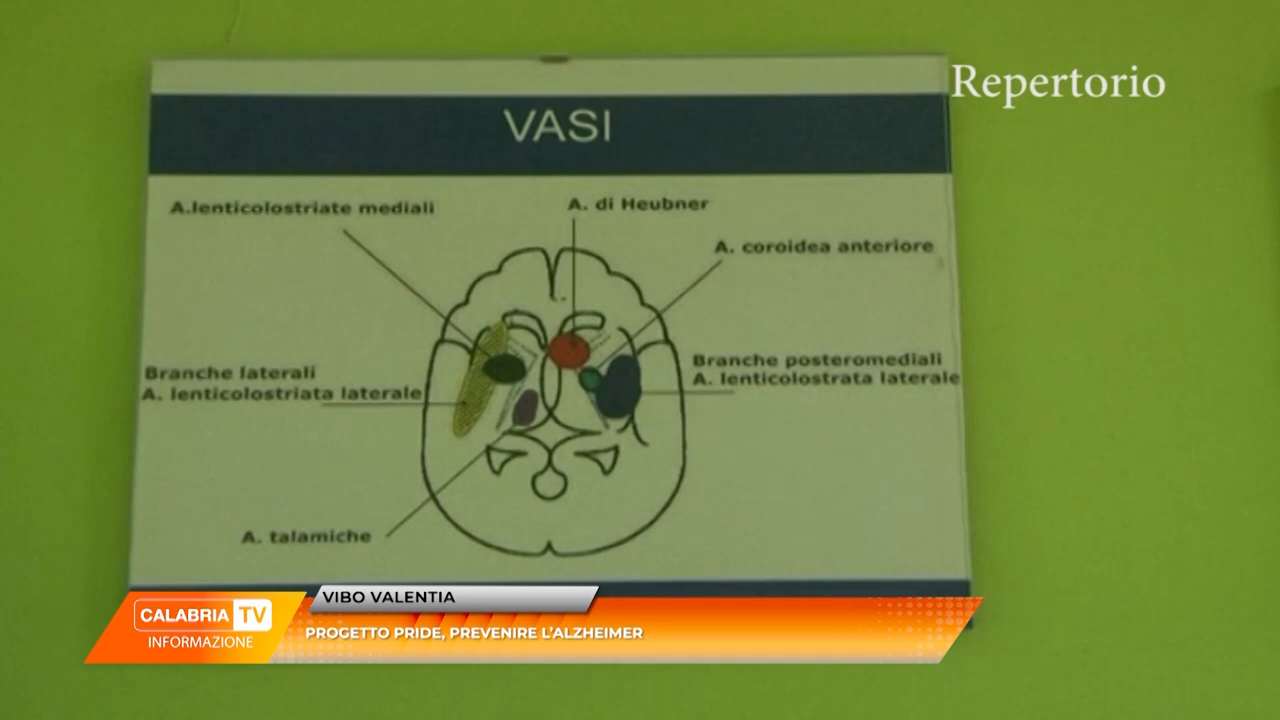 Repertorio
VASI
A.lenticolostriate mediali
A. di Heubner
A. coroidea anteriore
Branche laterali
A. lenticolostriata laterale
Branche posteromediali
A. lenticolostrata laterale
A. talamiche
VIBO VALENTIA
CALABRIA TV
INFORMAZIONE
PROGETTO PRIDE, PREVENIRE L'ALZHEIMER